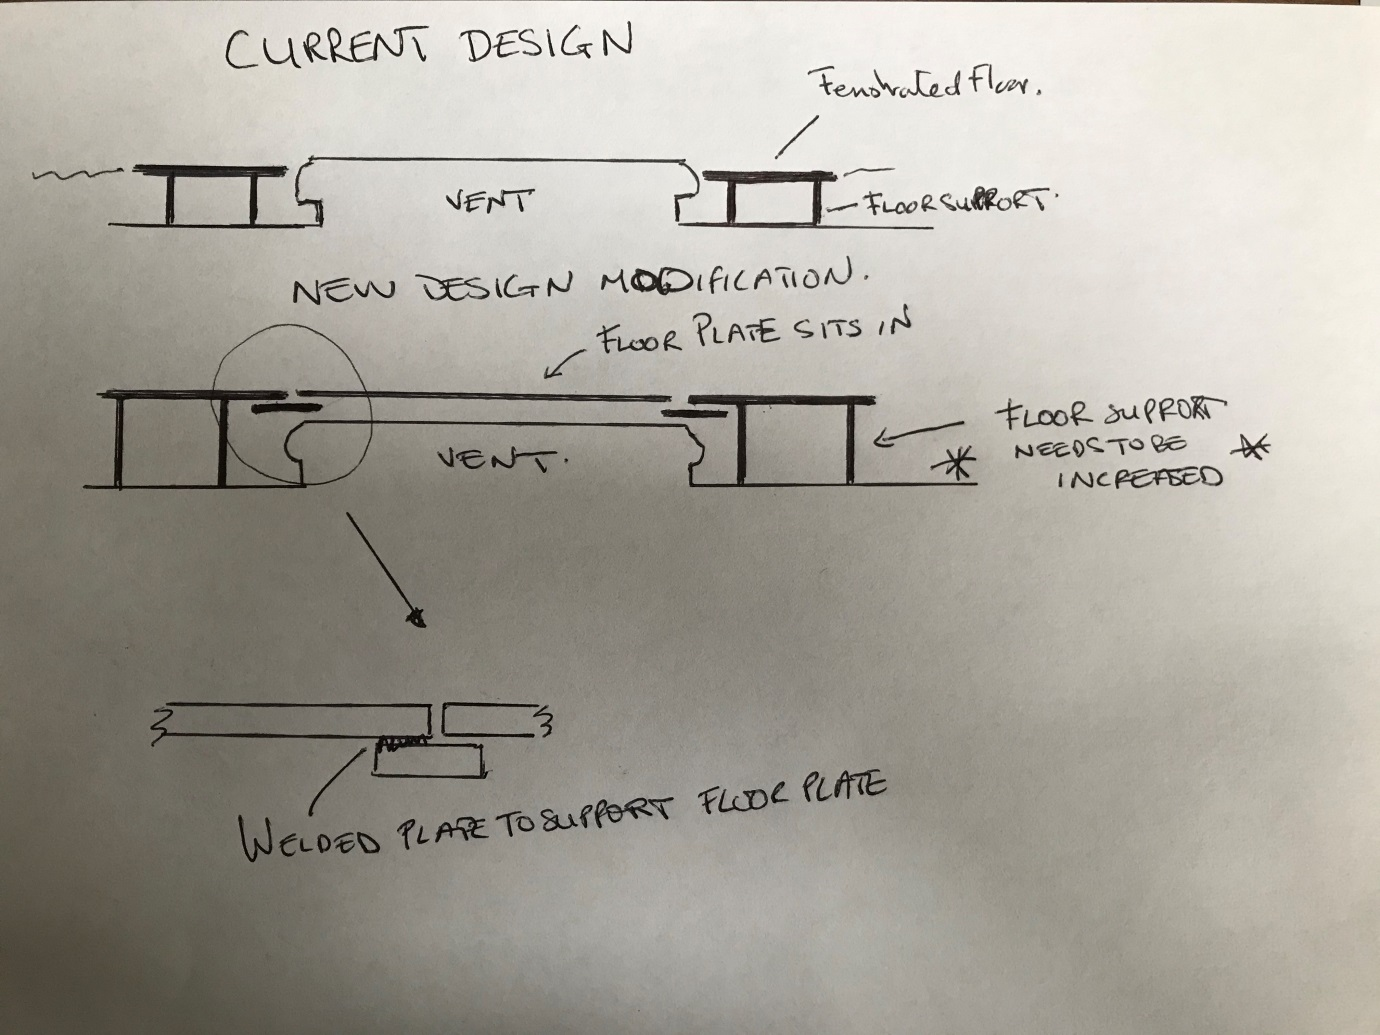 CURRENT DESIGN
Fenstrated Floor.
VENT
FLOOR SUPPORT.
NEW DESIGN MODIFICATION.
FLOOR PLATE SITS IN
VENT.
FLOOR SUPPORT
NEEDS TO BE
INCREASED
WELDED PLATE TO SUPPORT FLOOR PLATE